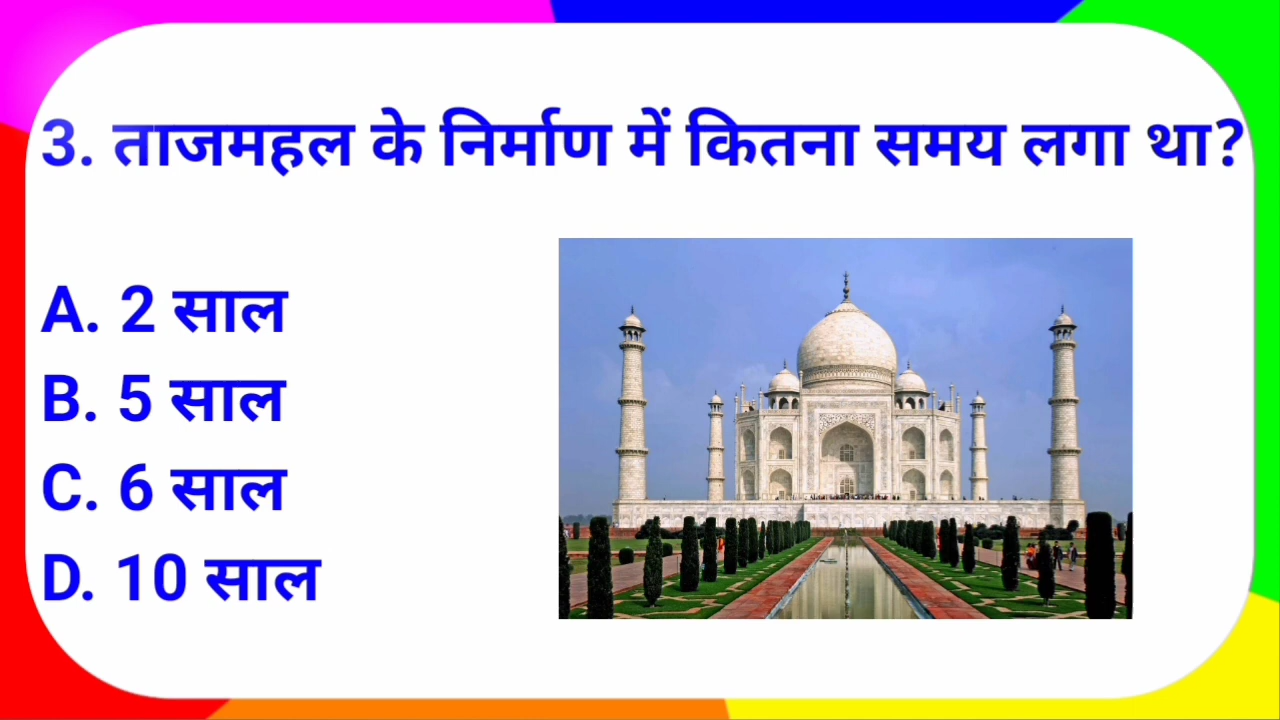 3. ताजमहल के निर्माण में कितना समय लगा था?
A. 2 साल
B. 5 साल
C. 6 साल
D. 10 साल